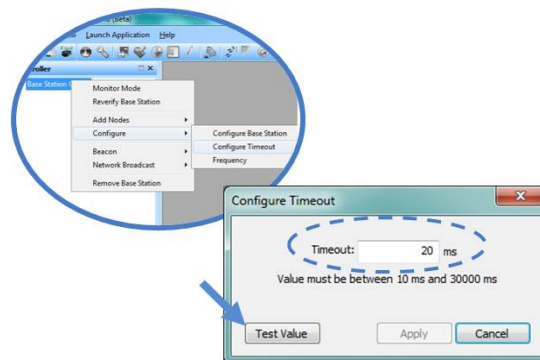 (beta)
Launch Application Help
roller
Base Station
Monitor Mode
Reverify Base Station
Add Nodes
Configure
Configure Base Station
Configure Timeout
Beacon
Frequency
Network Broadcast
Remove Base Station
Configure Timeout
Timeout: 20 ms
Value must be between 10 ms and 30000 ms
Test Value Apply Cancel